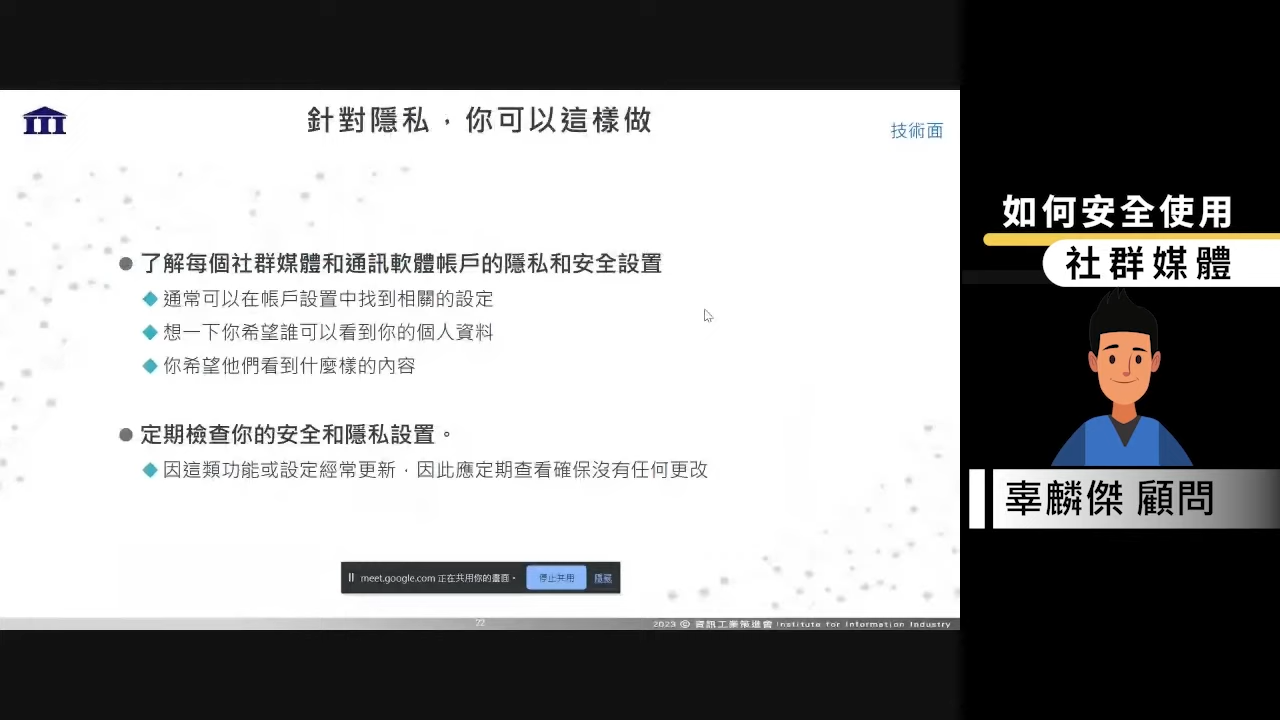 針對隱私，你可以這樣做
技術面
了解每個社群媒體和通訊軟體帳戶的隱私和安全設置
通常可以在帳戶設置中找到相關的設定
想一下你希望誰可以看到你的個人資料
你希望他們看到什麼樣的內容
定期檢查你的安全和隱私設置。
因這類功能或設定經常更新，因此應定期查看確保沒有任何更改
meet.google.com 正在共用你的畫面。
停止共用
隱藏
22
2023 © 資訊工業策進會 Institute for Information Industry
如何安全使用
社群媒體
辜麟傑 顧問